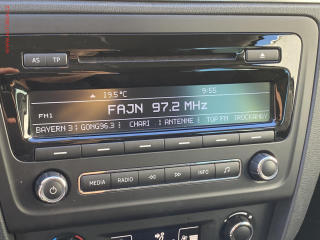 AS TP
19.5°C 9:55
FM1 FAJN 97.2 MHz
BAYERN 3 GONG96.3 CHARI ANTENNE TOP FM ROCKANTE
MEDIA RADIO INFO